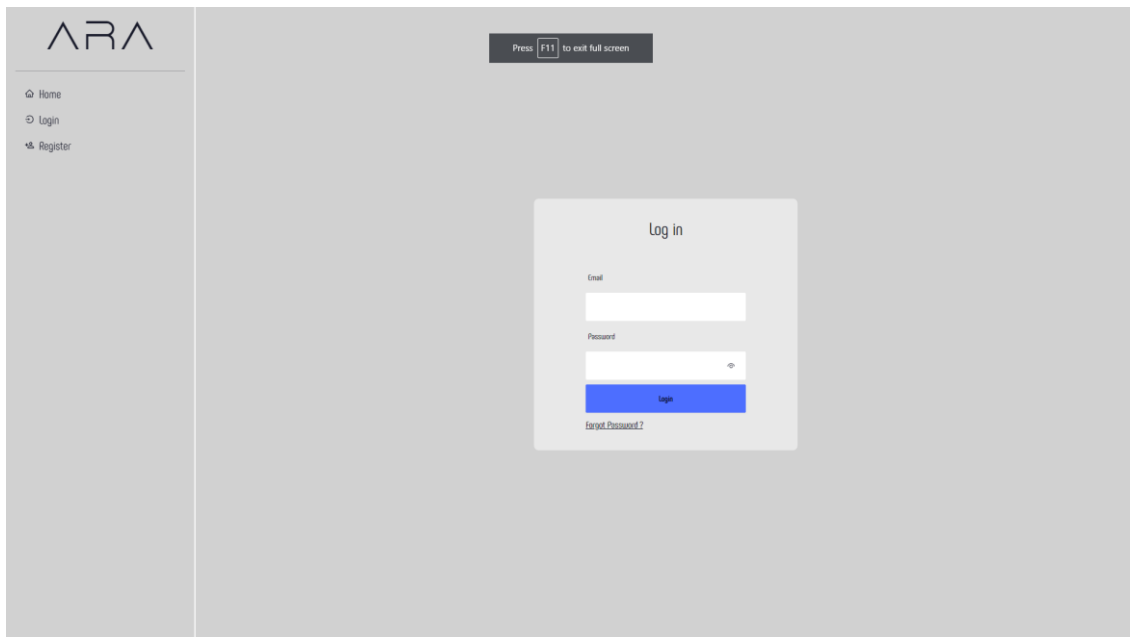 ARA
Press F11 to exit full screen
Home
Login
Register
Log in
Email
Password
Login
Forgot Password ?